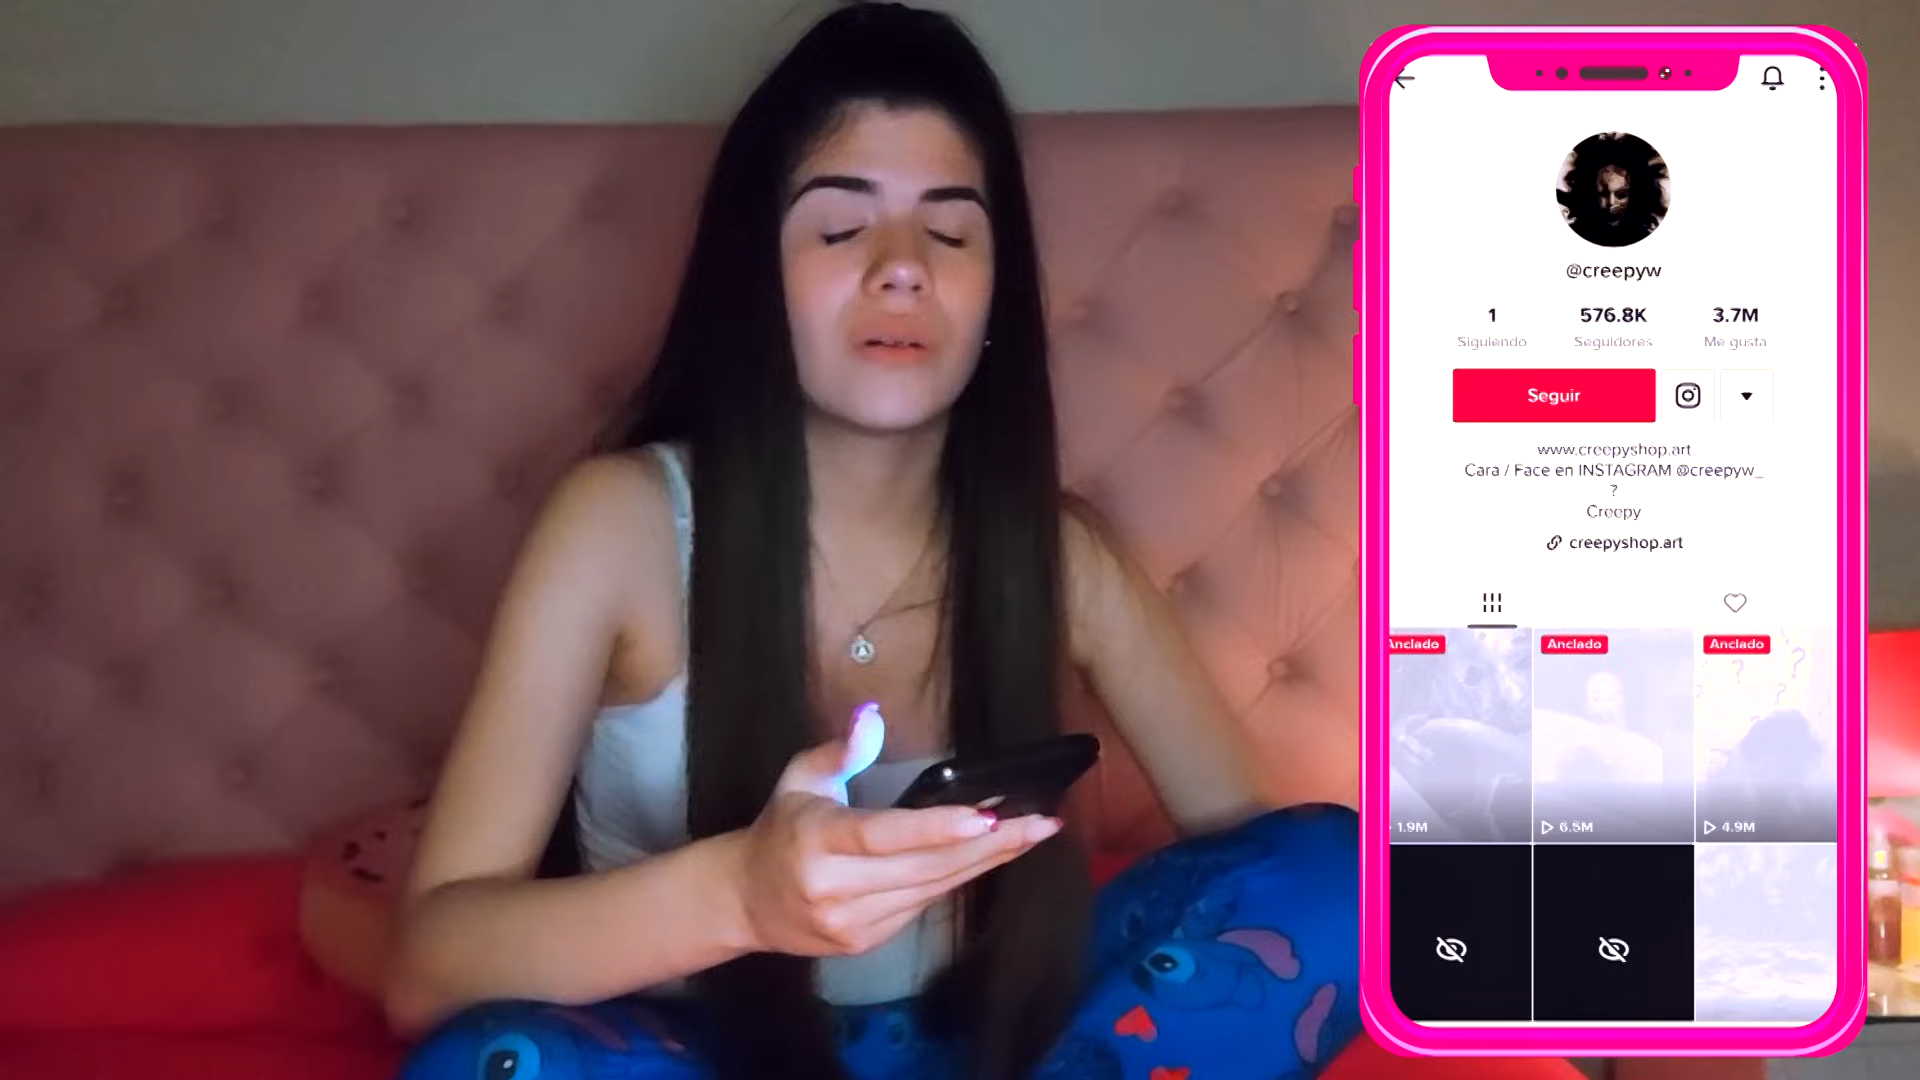 @creepyw
1 576.8K 3.7M
Siguiendo Seguidores Me gusta
Seguir
www.creepyshop.art
Cara / Face en INSTAGRAM @creepyw_
?
Creepy
creepyshop.art
Anclado Anclado Anclado
1.9M 6.5M 4.9M